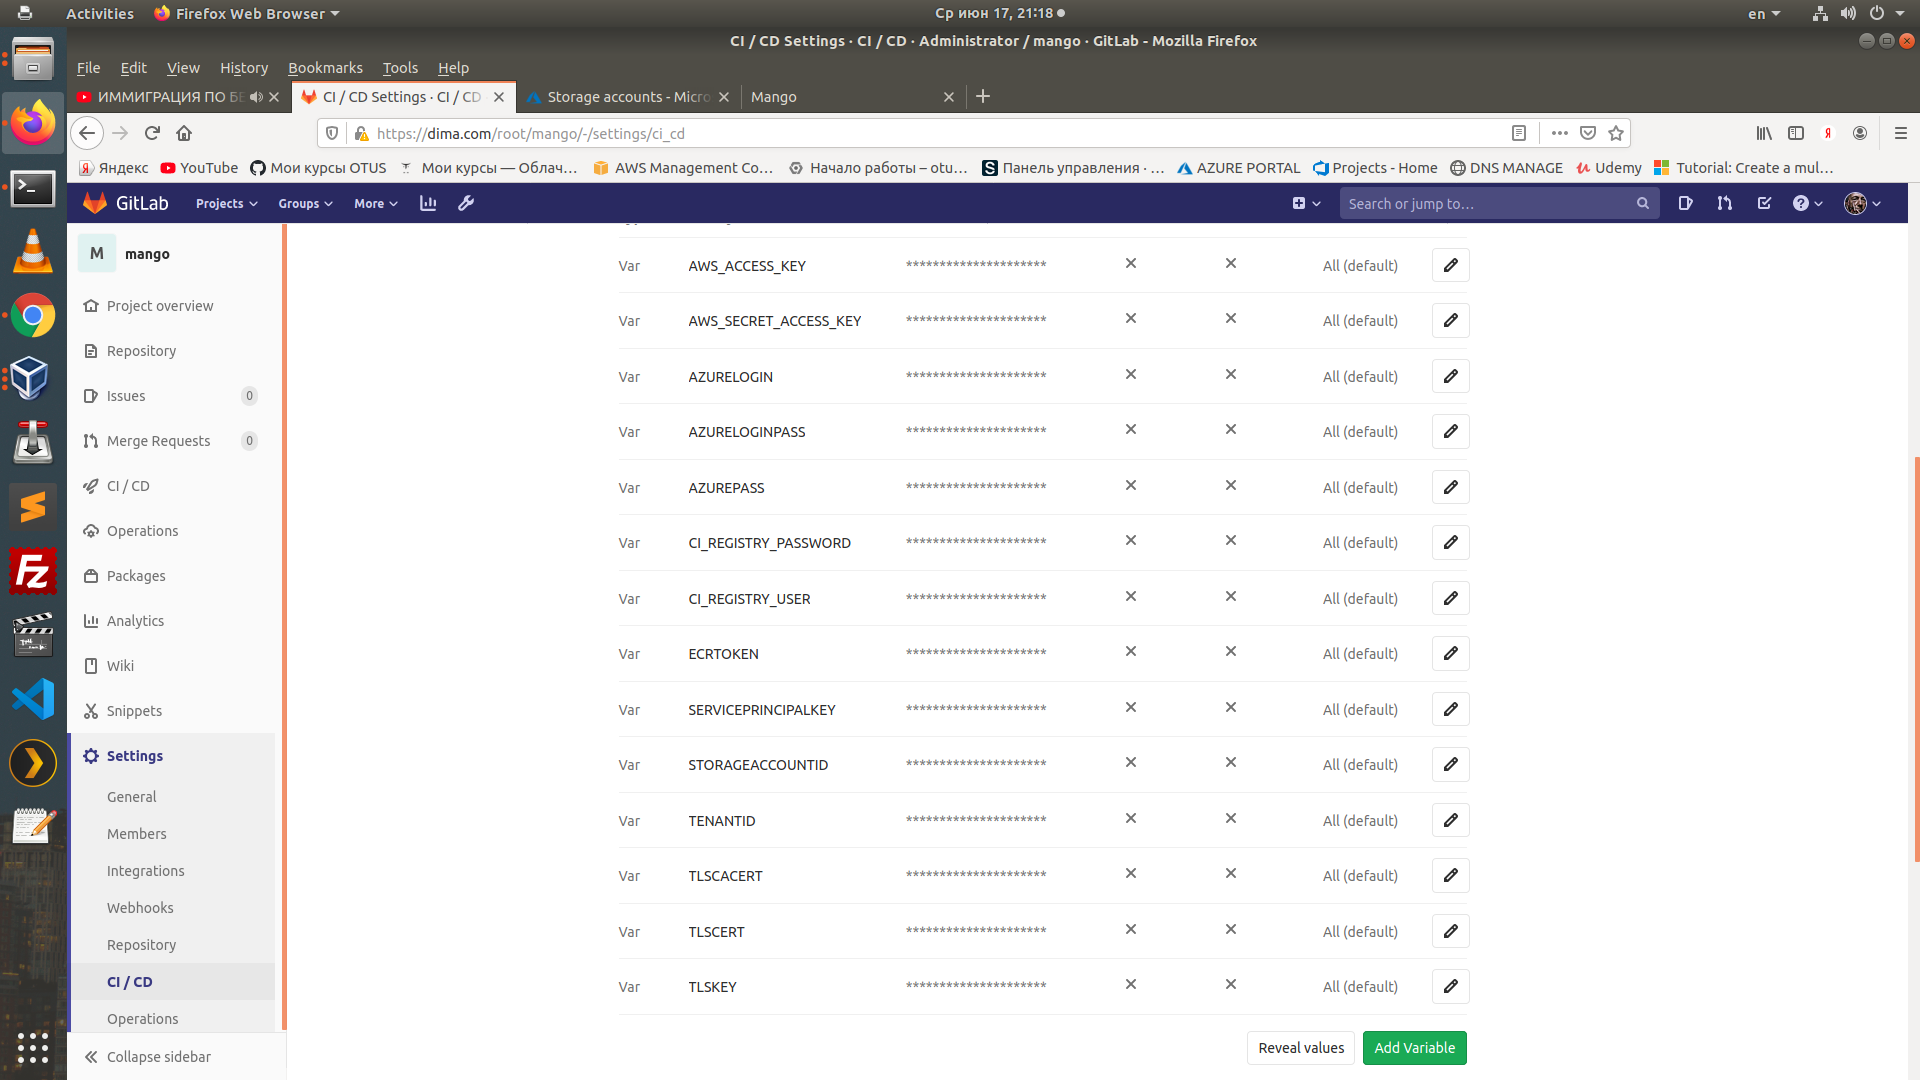 Activities
Firefox Web Browser
Ср июн 17, 21:18
en
CI / CD Settings · CI / CD · Administrator / mango · GitLab - Mozilla Firefox
File Edit View History Bookmarks Tools Help
ИММИГРАЦИЯ ПО БЕ
CI / CD Settings · CI / CD
Storage accounts - Micro
Mango
https://dima.com/root/mango/-/settings/ci_cd
Яндекс
YouTube
Мои курсы OTUS
Мои курсы — Облач…
AWS Management Co…
Начало работы – otu…
Панель управления · …
AZURE PORTAL
Projects - Home
DNS MANAGE
Udemy
Tutorial: Create a mul…
GitLab
Projects
Groups
More
Search or jump to…
M mango
Project overview
Repository
Issues 0
Merge Requests 0
CI / CD
Operations
Packages
Analytics
Wiki
Snippets
Settings
General
Members
Integrations
Webhooks
Repository
CI / CD
Operations
Collapse sidebar
Var AWS_ACCESS_KEY ********************* All (default)
Var AWS_SECRET_ACCESS_KEY ********************* All (default)
Var AZURELOGIN ********************* All (default)
Var AZURELOGINPASS ********************* All (default)
Var AZUREPASS ********************* All (default)
Var CI_REGISTRY_PASSWORD ********************* All (default)
Var CI_REGISTRY_USER ********************* All (default)
Var ECRTOKEN ********************* All (default)
Var SERVICEPRINCIPALKEY ********************* All (default)
Var STORAGEACCOUNTID ********************* All (default)
Var TENANTID ********************* All (default)
Var TLSCACERT ********************* All (default)
Var TLSCERT ********************* All (default)
Var TLSKEY ********************* All (default)
Reveal values
Add Variable